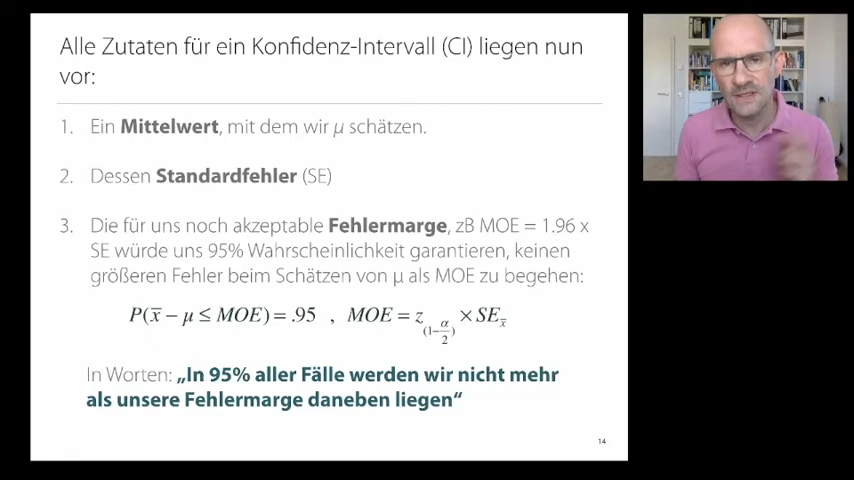 Alle Zutaten für ein Konfidenz-Intervall (CI) liegen nun
vor:
1. Ein Mittelwert, mit dem wir μ schätzen.
2. Dessen Standardfehler (SE)
3. Die für uns noch akzeptable Fehlermarge, zB MOE = 1.96 x
SE würde uns 95% Wahrscheinlichkeit garantieren, keinen
größeren Fehler beim Schätzen von μ als MOE zu begehen:
P(x̅ − μ ≤ MOE) = .95 , MOE = z(1−α/2) × SEx̅
In Worten: „In 95% aller Fälle werden wir nicht mehr
als unsere Fehlermarge daneben liegen“
14